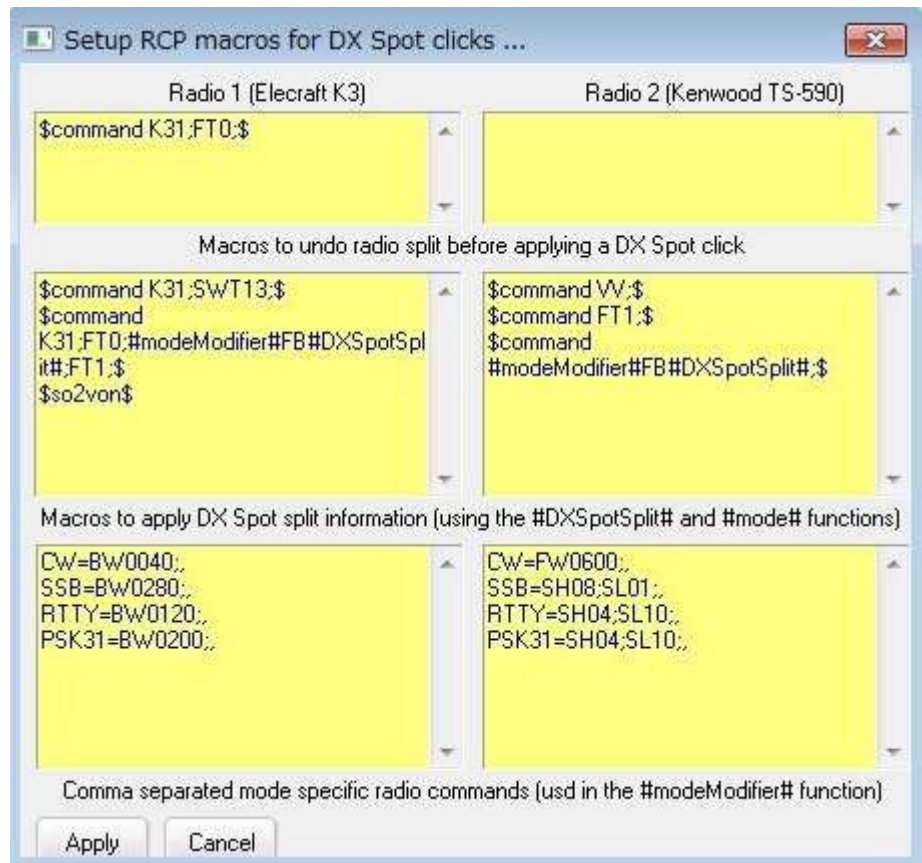 Setup RCP macros for DX Spot clicks ...
Radio 1 (Elecraft K3)
Radio 2 (Kenwood TS-590)
$command K31;FT0;$
Macros to undo radio split before applying a DX Spot click
$command K31;SWT13;$
$command
K31;FT0;#modeModifier#FB#DXSpotSpl
it#;FT1;$
$so2von$
$command VV;$
$command FT1;$
$command
#modeModifier#FB#DXSpotSplit#;$
Macros to apply DX Spot split information (using the #DXSpotSplit# and #mode# functions)
CW=BW0040;,
SSB=BW0280;,
RTTY=BW0120;,
PSK31=BW0200;,
CW=FW0600;,
SSB=SH08;SL01;,
RTTY=SH04;SL10;,
PSK31=SH04;SL10;,
Comma separated mode specific radio commands (usd in the #modeModifier# function)
Apply
Cancel